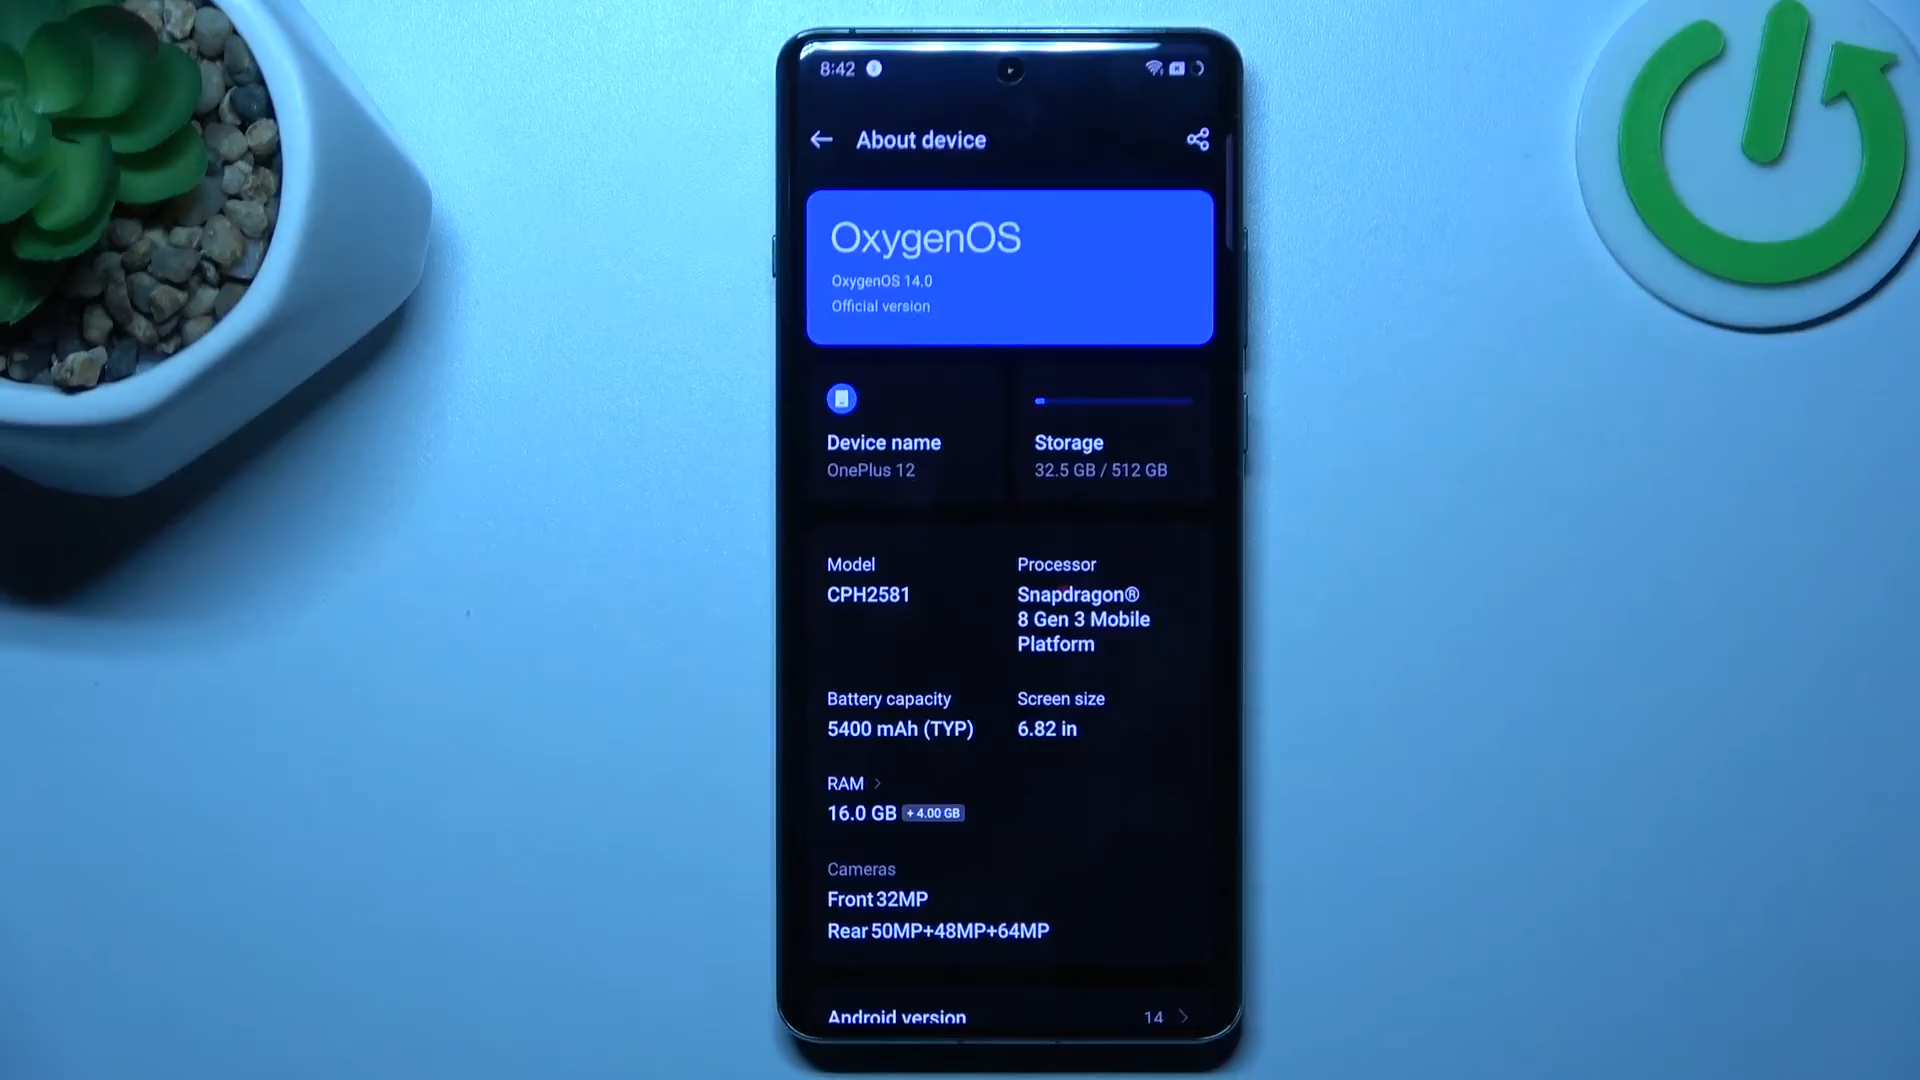 8:42
About device
OxygenOS
OxygenOS 14.0
Official version
Device name
OnePlus 12
Storage
32.5 GB / 512 GB
Model
CPH2581
Processor
Snapdragon®
8 Gen 3 Mobile
Platform
Battery capacity
5400 mAh (TYP)
Screen size
6.82 in
RAM >
16.0 GB + 4.00 GB
Cameras
Front 32MP
Rear 50MP+48MP+64MP
Android version 14 >